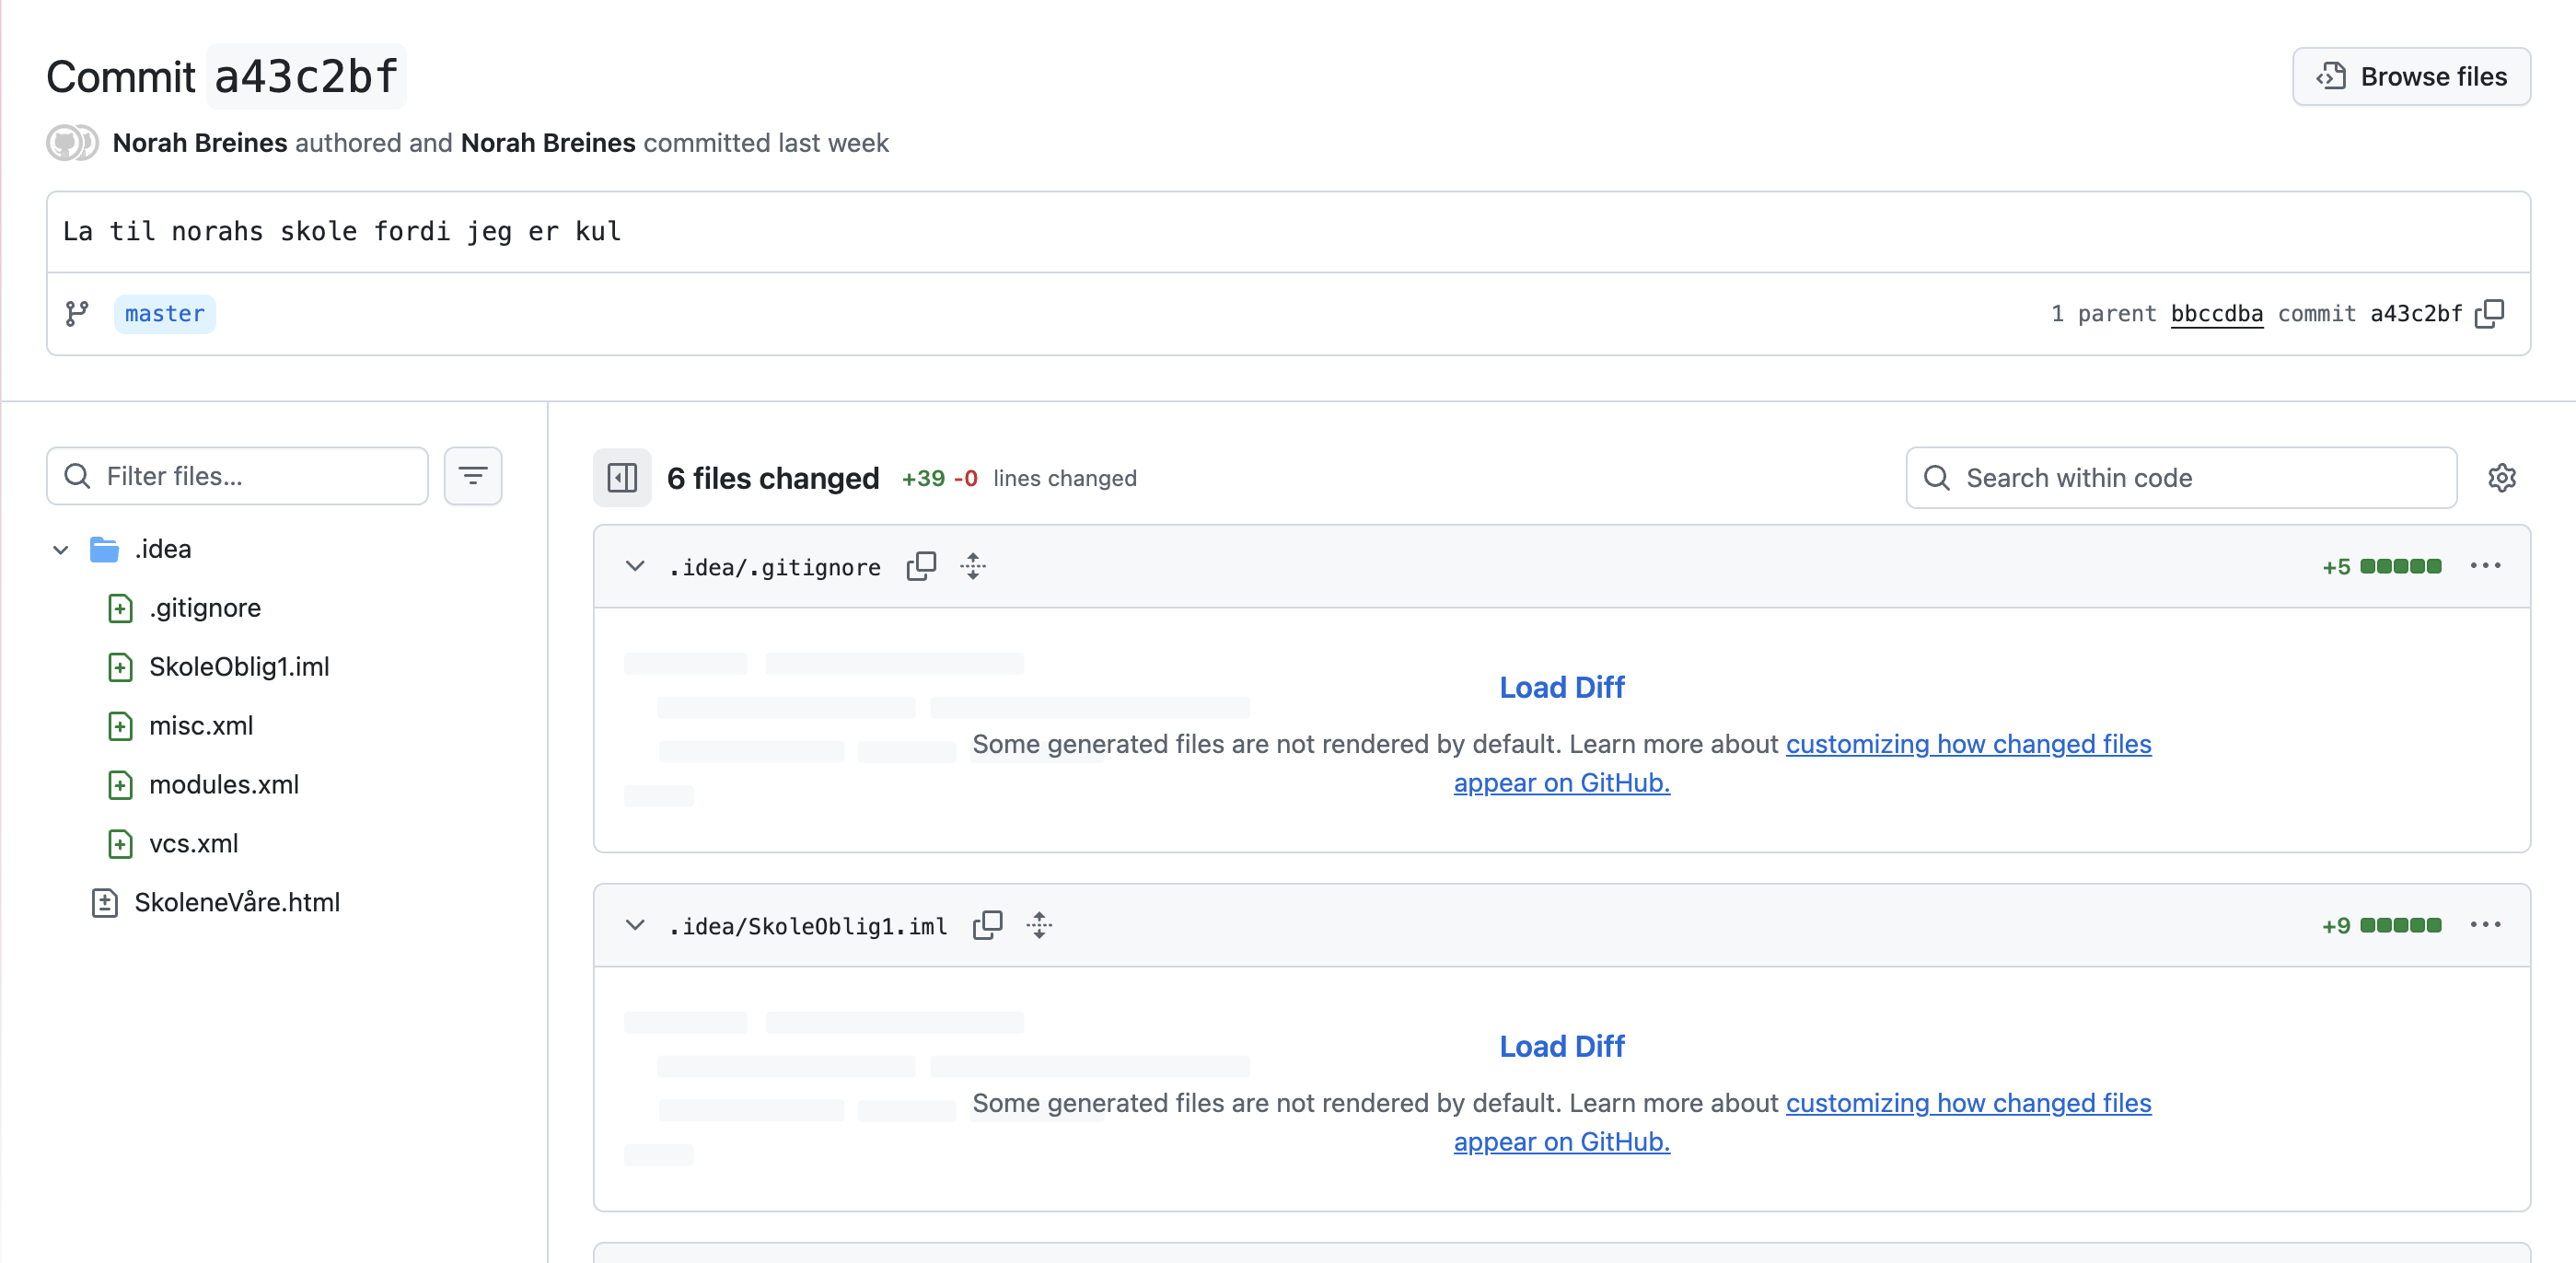 Commit a43c2bf
Browse files
Norah Breines authored and Norah Breines committed last week
La til norahs skole fordi jeg er kul
master
1 parent bbccdba commit a43c2bf
Filter files...
.idea
.gitignore
SkoleOblig1.iml
misc.xml
modules.xml
vcs.xml
SkoleneVåre.html
6 files changed +39 -0 lines changed
Search within code
.idea/.gitignore
+5
Load Diff
Some generated files are not rendered by default. Learn more about customizing how changed files
appear on GitHub.
.idea/SkoleOblig1.iml
+9
Load Diff
Some generated files are not rendered by default. Learn more about customizing how changed files
appear on GitHub.